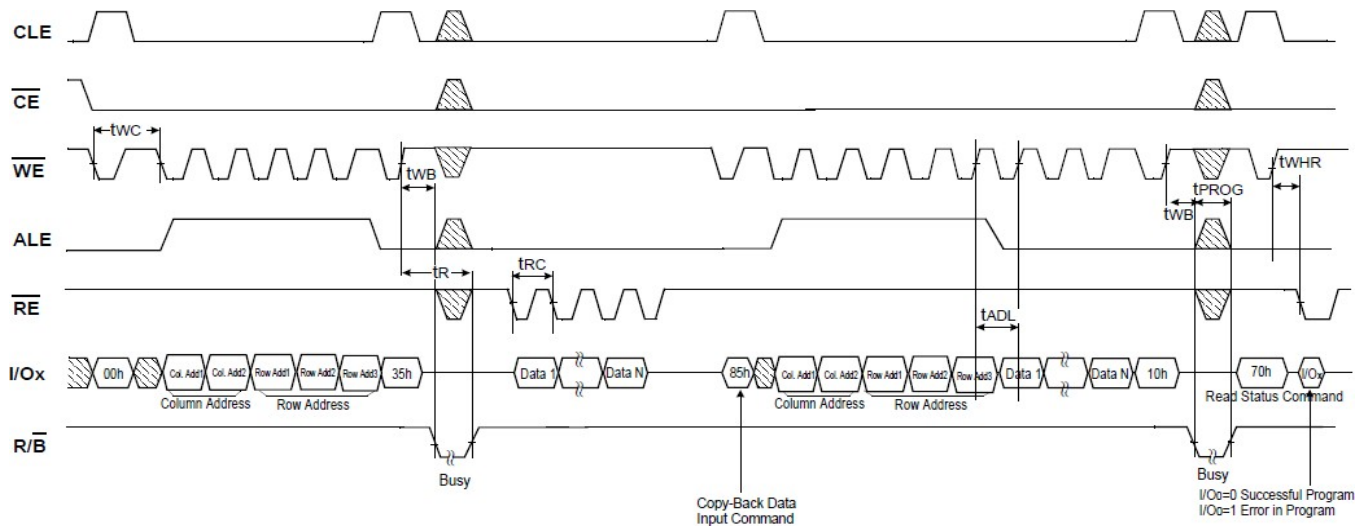 CLE
CE
tWC
WE
tWB
tWHR
tPROG
tWB
ALE
tR
tRC
RE
tADL
I/Ox 00h Col. Add1 Col. Add2 Row Add1 Row Add2 Row Add3 35h Data 1 Data N 85h Col. Add1 Col. Add2 Row Add1 Row Add2 Row Add3 Data 1 Data N 10h 70h I/Ox
Column Address Row Address Column Address Row Address Read Status Command
R/B
Busy Busy
Copy-Back Data
Input Command
I/O0=0 Successful Program
I/O0=1 Error in Program